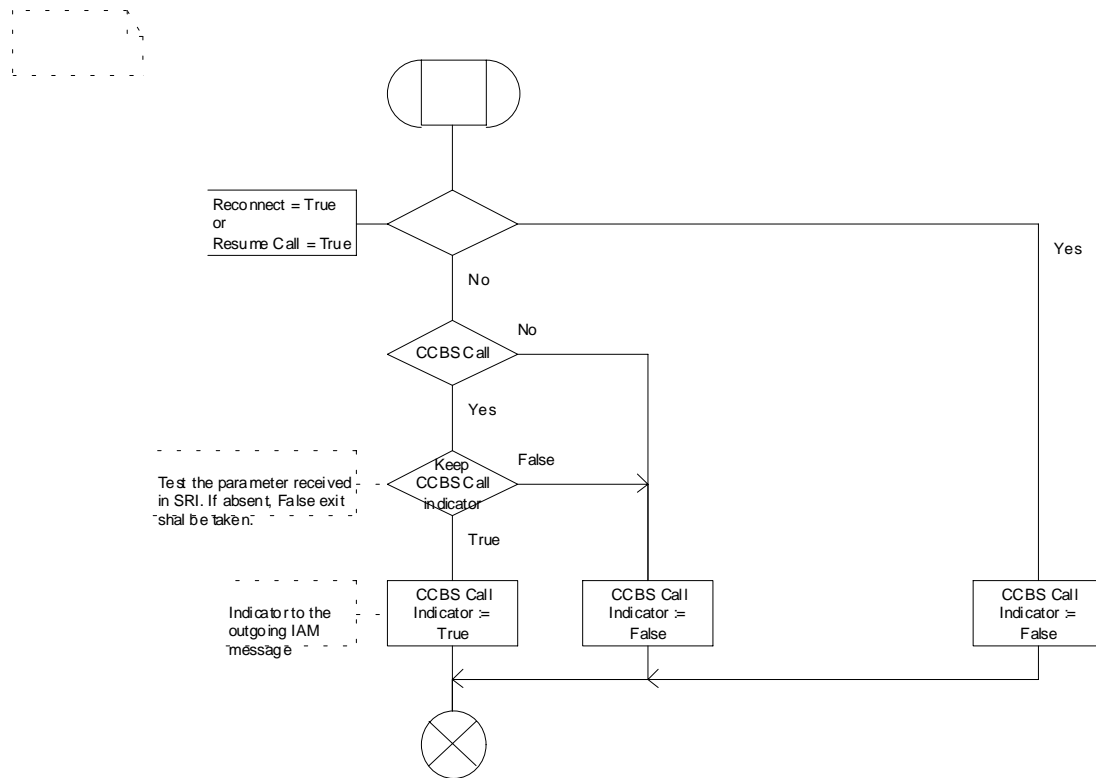 Reconnect = True
or
Resume Call = True
Yes
No
No
CCBS Call
Yes
Keep
CCBS Call
indicator
False
Test the parameter received
in SRI. If absent, False exit
shal be taken.
True
CCBS Call
Indicator :=
True
CCBS Call
Indicator :=
False
CCBS Call
Indicator :=
False
Indicator to the
outgoing IAM
message